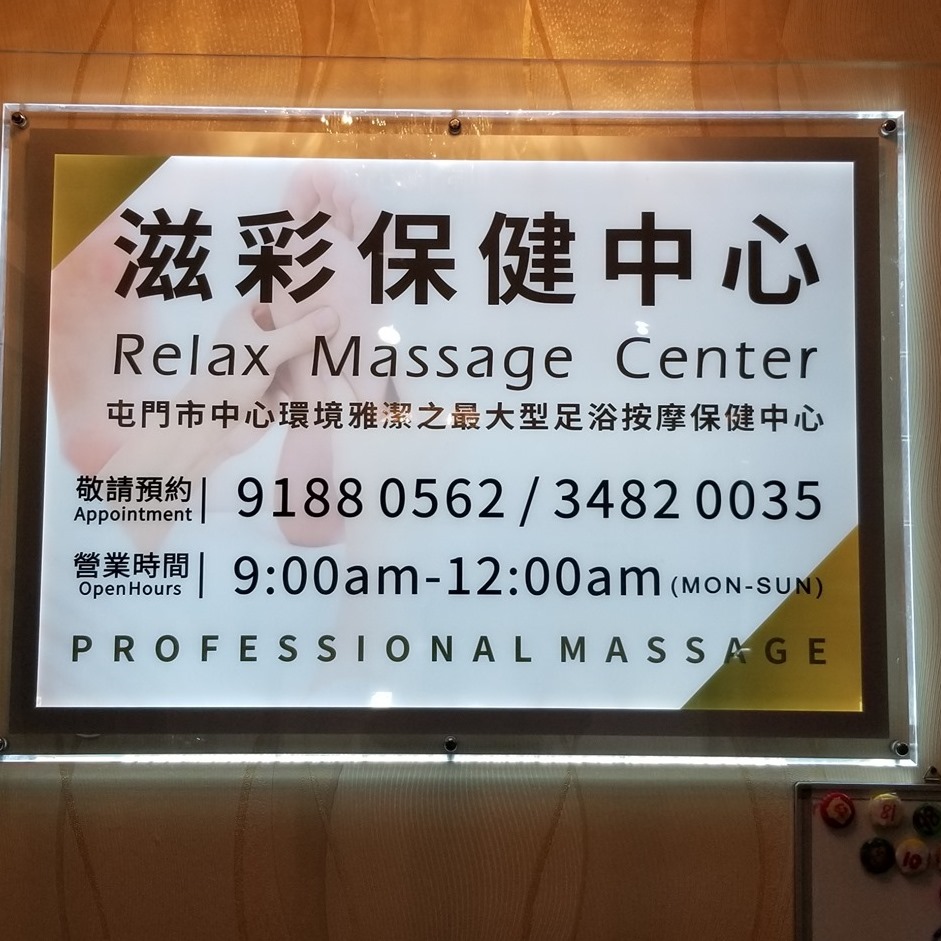 滋彩保健中心
Relax Massage Center
屯門市中心環境雅潔之最大型足浴按摩保健中心
敬請預約 | 9188 0562 / 3482 0035
Appointment
營業時間 | 9:00am-12:00am (MON-SUN)
OpenHours
PROFESSIONAL MASSAGE
81
101